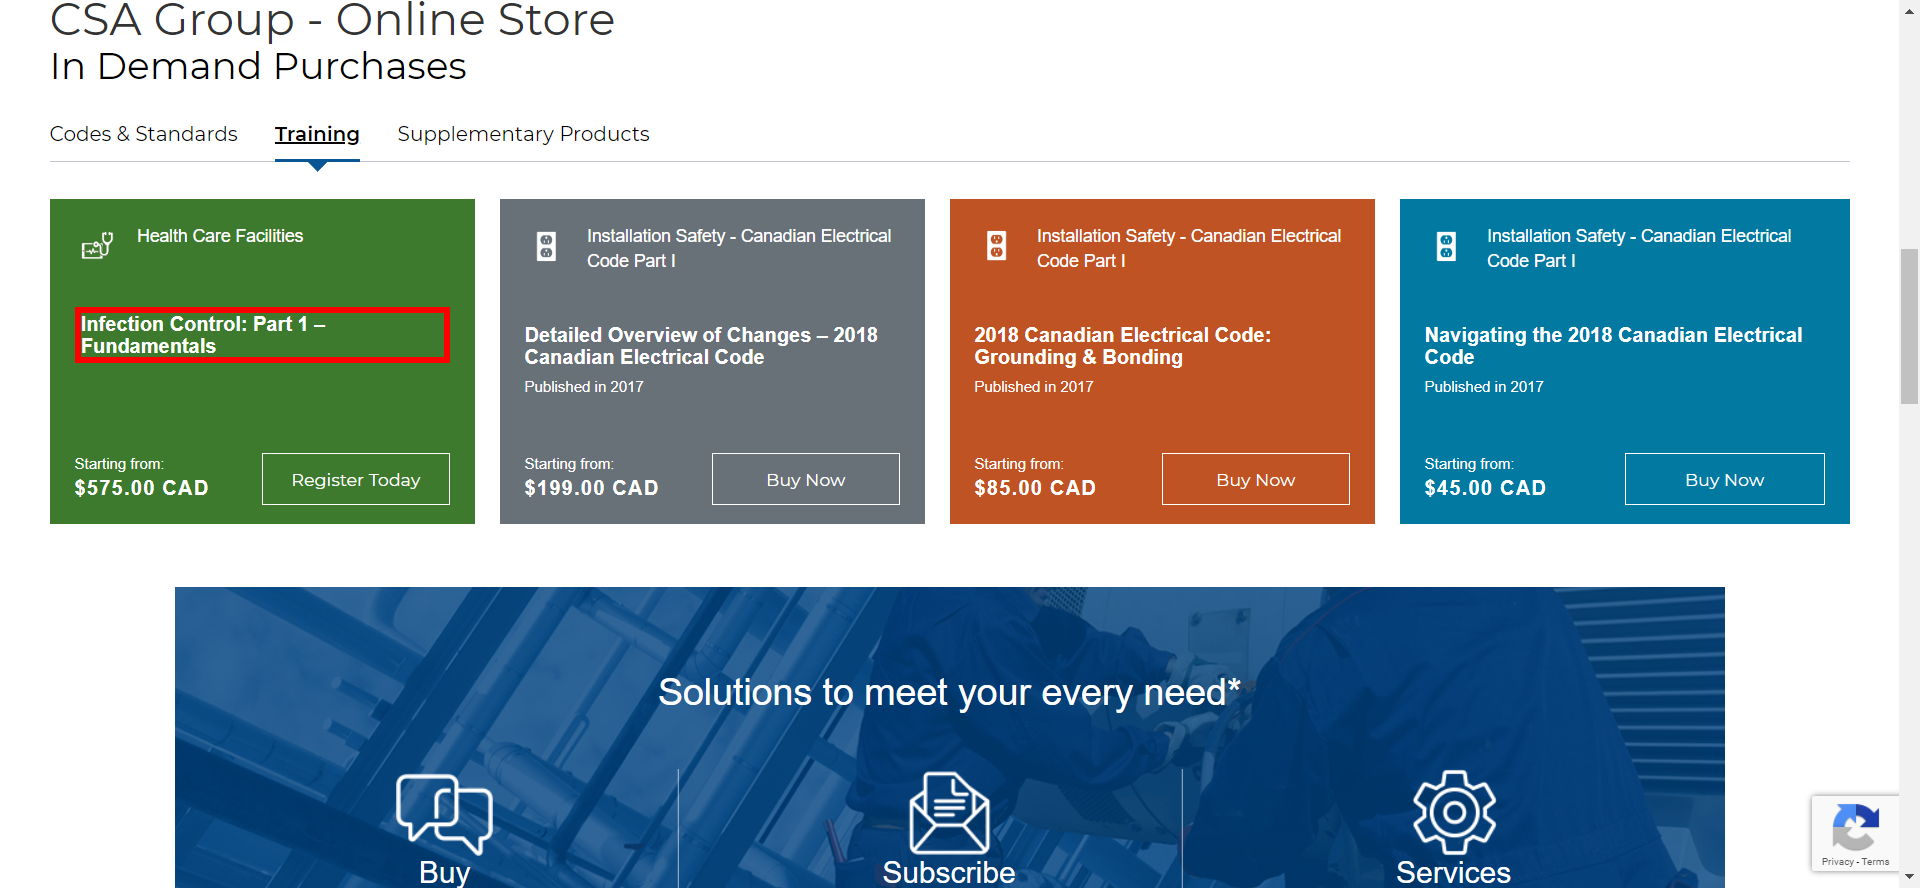 CSA Group - Online Store
In Demand Purchases
Codes & Standards
Training
Supplementary Products
Health Care Facilities
Infection Control: Part 1 –
Fundamentals
Starting from:
$575.00 CAD
Register Today
Installation Safety - Canadian Electrical
Code Part I
Detailed Overview of Changes – 2018
Canadian Electrical Code
Published in 2017
Starting from:
$199.00 CAD
Buy Now
Installation Safety - Canadian Electrical
Code Part I
2018 Canadian Electrical Code:
Grounding & Bonding
Published in 2017
Starting from:
$85.00 CAD
Buy Now
Installation Safety - Canadian Electrical
Code Part I
Navigating the 2018 Canadian Electrical
Code
Published in 2017
Starting from:
$45.00 CAD
Buy Now
Solutions to meet your every need*
Buy
Subscribe
Services
Privacy - Terms